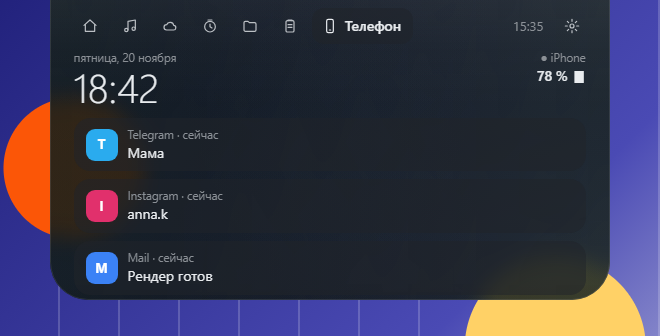 Телефон
15:35
пятница, 20 ноября
iPhone
18:42
78 %
T
Telegram · сейчас
Мама
I
Instagram · сейчас
anna.k
M
Mail · сейчас
Рендер готов